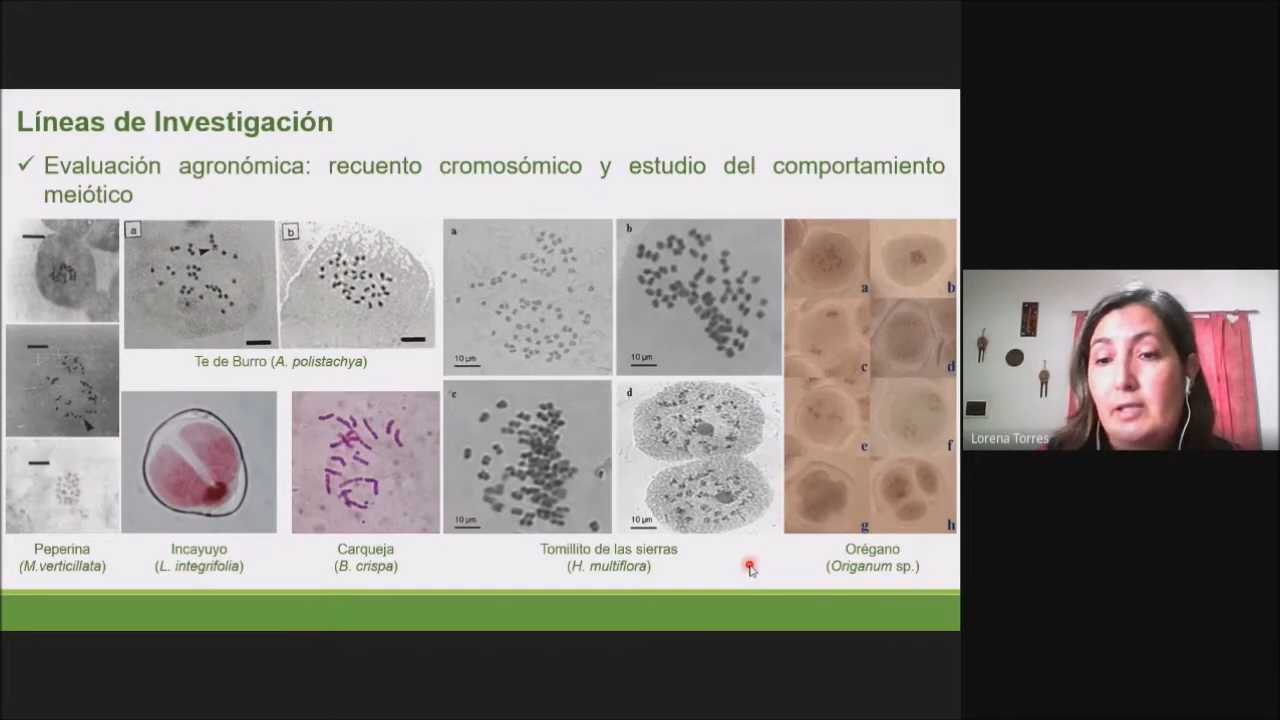 Líneas de Investigación
✓ Evaluación agronómica: recuento cromosómico y estudio del comportamiento
meiótico
a
b
a
b
a
b
10 µm
10 µm
Te de Burro (A. polistachya)
c
d
c
d
e
f
10 µm
10 µm
g
h
Peperina
(M.verticillata)
Incayuyo
(L. integrifolia)
Carqueja
(B. crispa)
Tomillito de las sierras
(H. multiflora)
Orégano
(Origanum sp.)
Lorena Torres